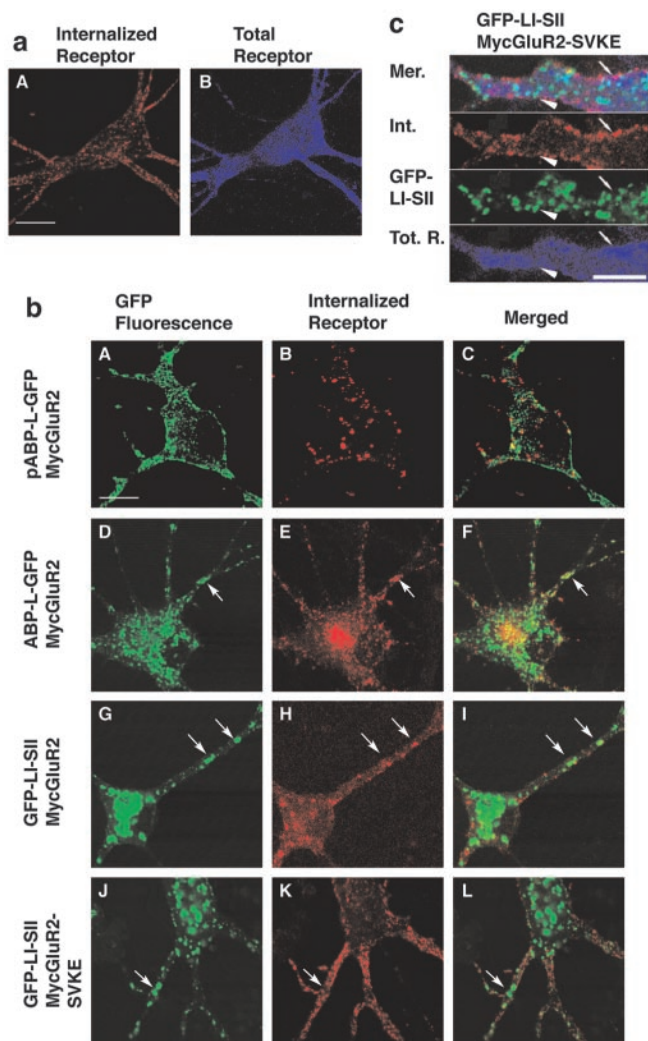 a
Internalized
Receptor
Total
Receptor
A
B
c
GFP-LI-SII
MycGluR2-SVKE
Mer.
Int.
GFP-
LI-SII
Tot. R.
b
GFP
Fluorescence
Internalized
Receptor
Merged
pABP-L-GFP
MycGluR2
A
B
C
ABP-L-GFP
MycGluR2
D
E
F
GFP-LI-SII
MycGluR2
G
H
I
GFP-LI-SII
MycGluR2-
SVKE
J
K
L